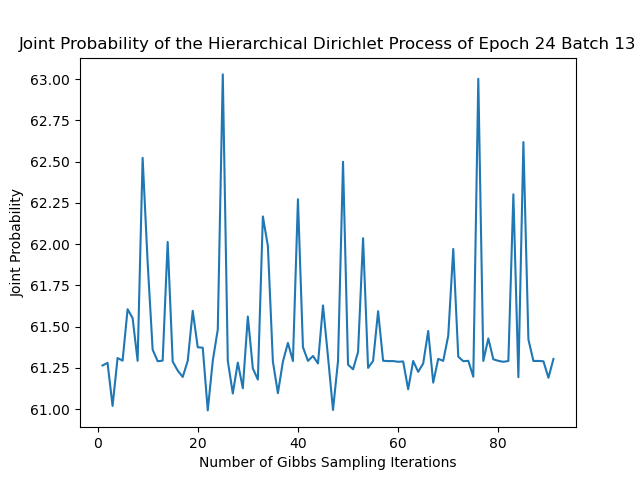 Joint Probability of the Hierarchical Dirichlet Process of Epoch 24 Batch 13
63.00
62.75
62.50
62.25
62.00
61.75
61.50
61.25
61.00
Joint Probability
0 20 40 60 80
Number of Gibbs Sampling Iterations